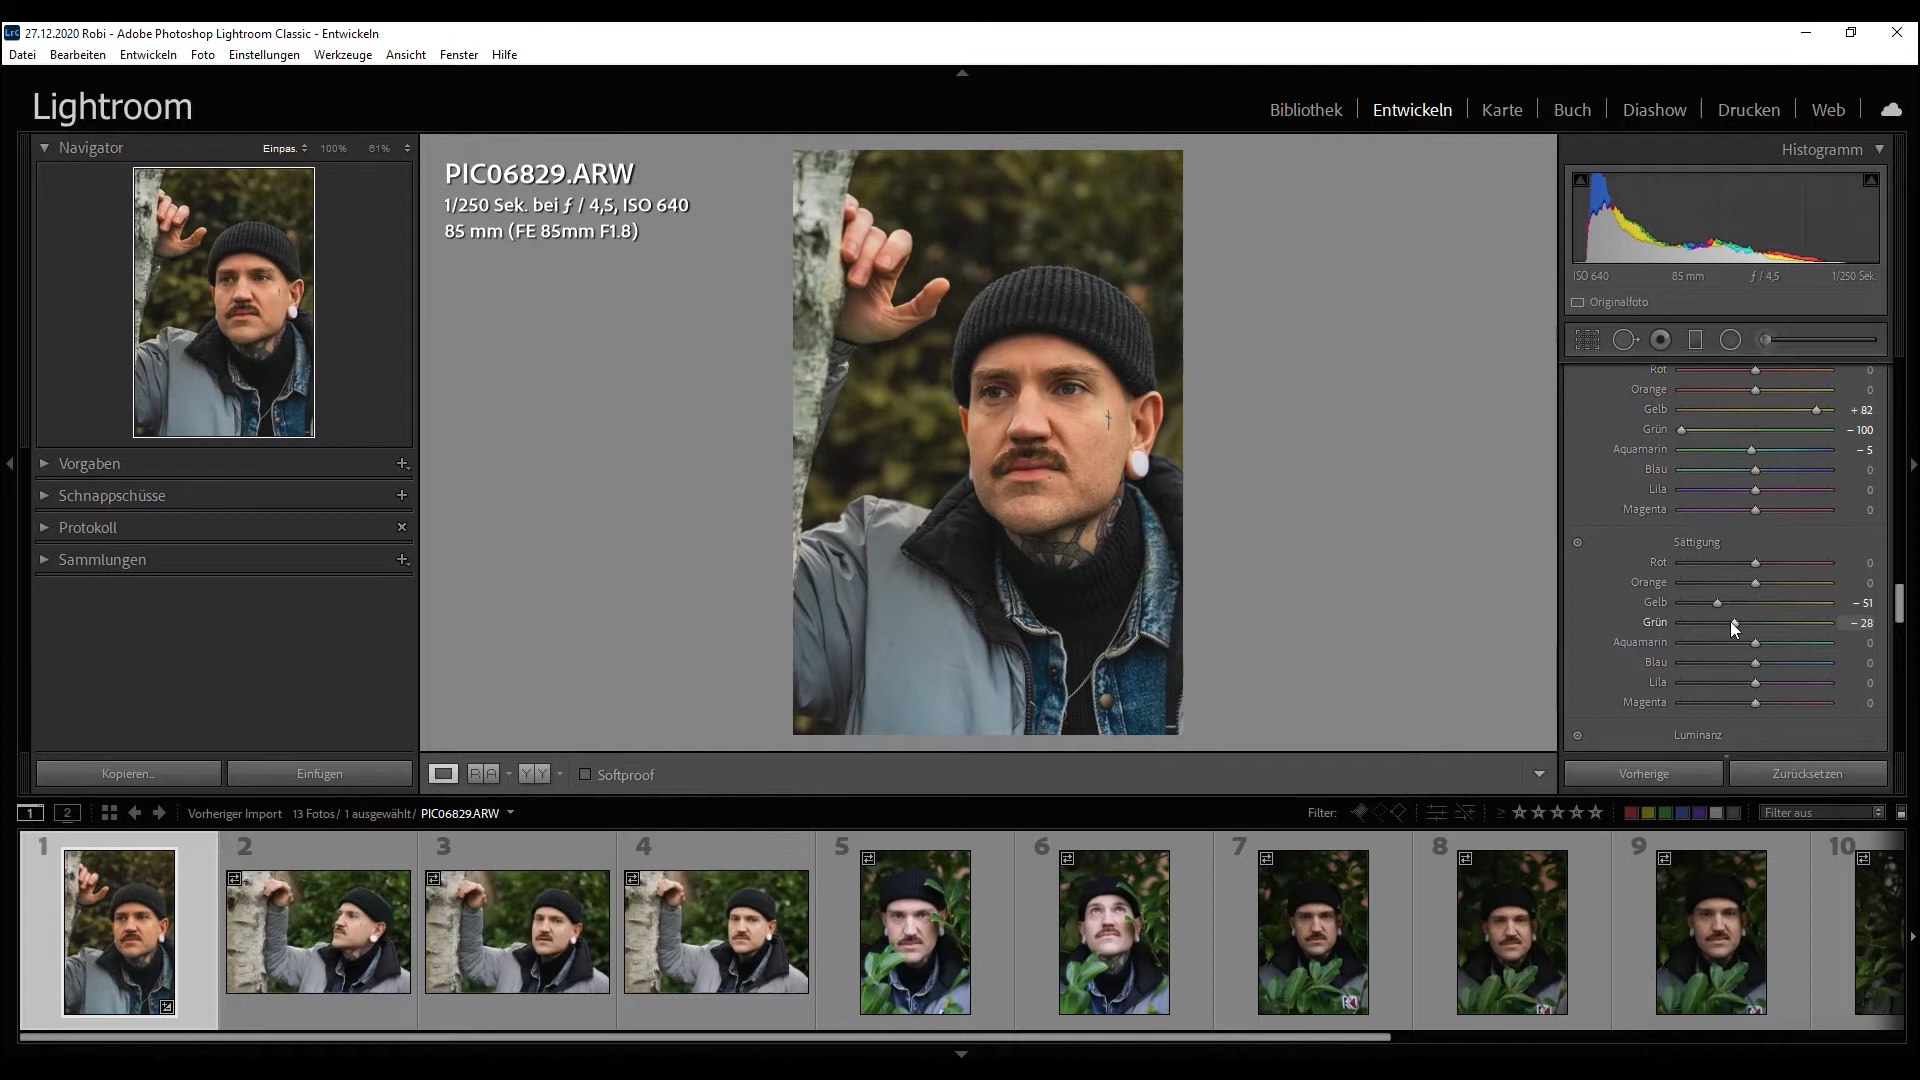 27.12.2020 Robi - Adobe Photoshop Lightroom Classic - Entwickeln
Datei Bearbeiten Entwickeln Foto Einstellungen Werkzeuge Ansicht Fenster Hilfe
Lightroom
Bibliothek Entwickeln Karte Buch Diashow Drucken Web
Navigator Einpas. 100% 61%
Vorgaben
Schnappschüsse
Protokoll
Sammlungen
Kopieren... Einfügen
PIC06829.ARW
1/250 Sek. bei ƒ / 4,5, ISO 640
85 mm (FE 85mm F1.8)
Histogramm
ISO 640 85 mm ƒ / 4,5 1/250 Sek.
Originalfoto
Rot 0
Orange 0
Gelb + 82
Grün – 100
Aquamarin – 5
Blau 0
Lila 0
Magenta 0
Sättigung
Rot 0
Orange 0
Gelb – 51
Grün – 28
Aquamarin 0
Blau 0
Lila 0
Magenta 0
Luminanz
Vorherige Zurücksetzen
R A Y Y Softproof
1 2 Vorheriger Import 13 Fotos / 1 ausgewählt / PIC06829.ARW Filter: ≥ Filter aus
1 2 3 4 5 6 7 8 9 10